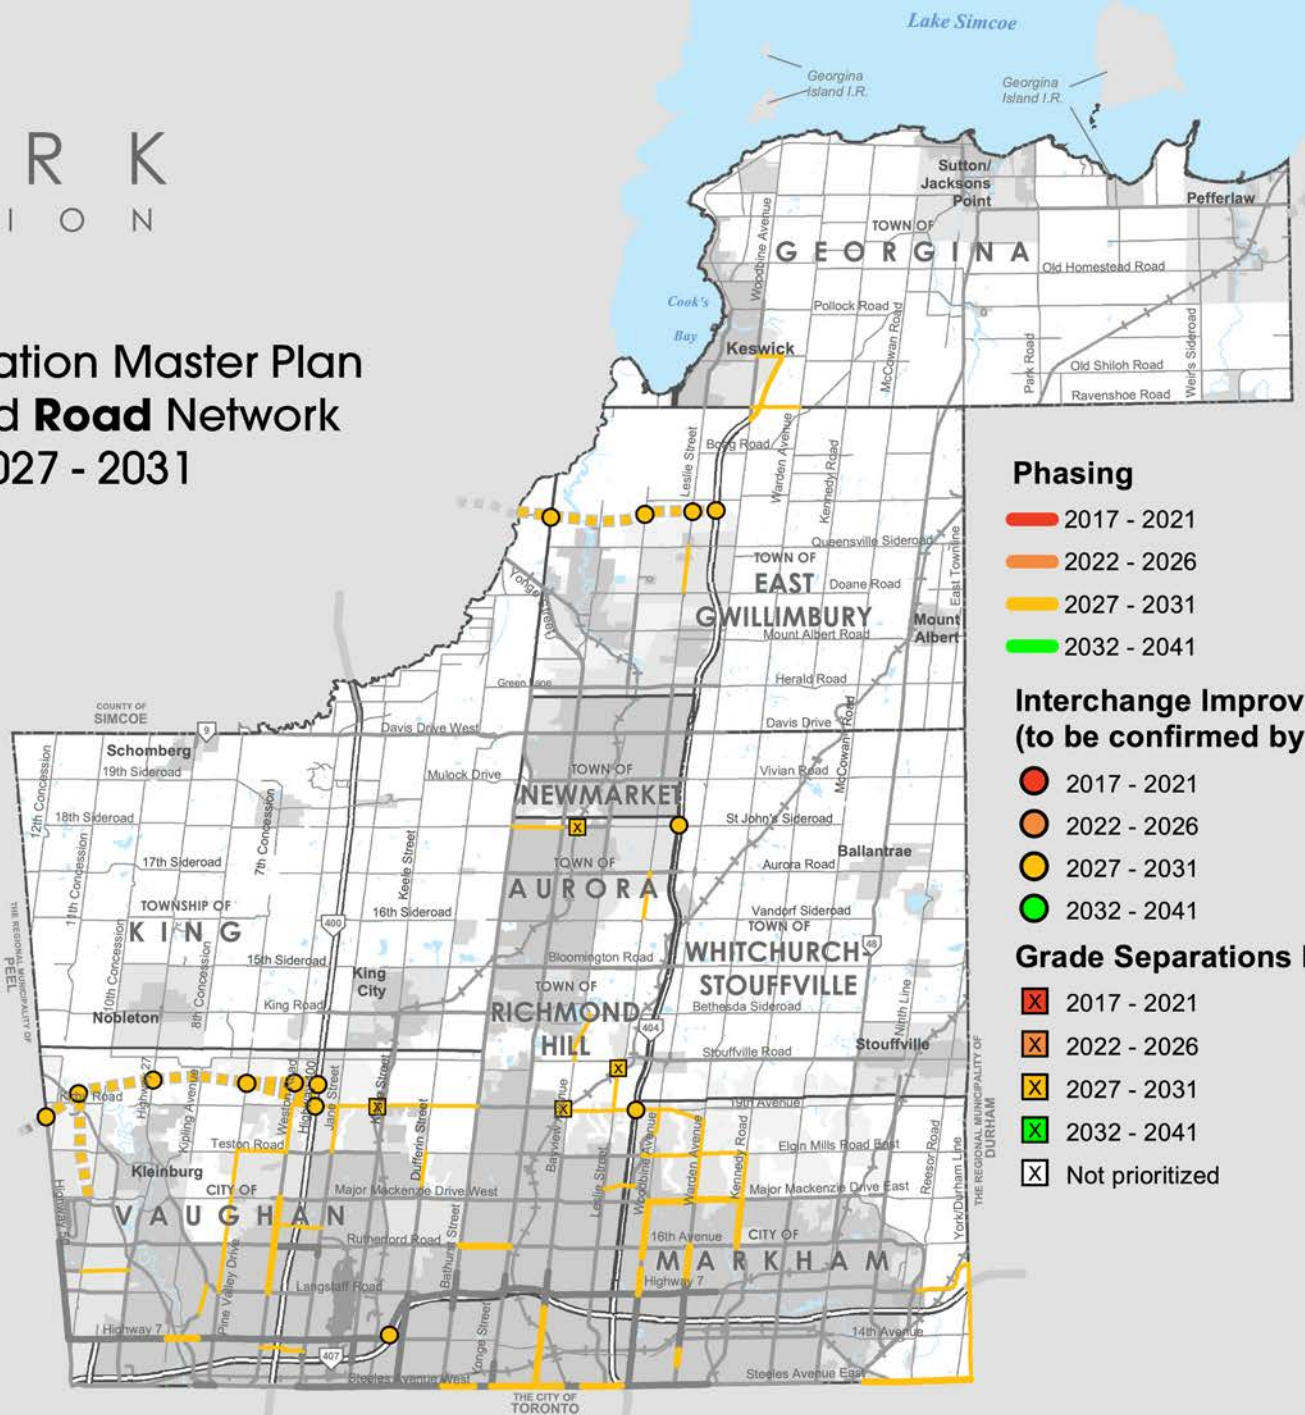 Lake Simcoe
Georgina
Island I.R.
Georgina
Island I.R.
R K
I O N
Sutton/
Jacksons
Point
Pefferlaw
TOWN OF
GEORGINA
Woodbine Avenue
Old Homestead Road
Cook's
Bay
Pollock Road
McCowan Road
Park Road
Weir's Sideroad
Keswick
Old Shiloh Road
Ravenshoe Road
ation Master Plan
d Road Network
027 - 2031
Leslie Street
Bogg Road
Warden Avenue
Kennedy Road
Queensville Sideroad
East Townline
TOWN OF
EAST
GWILLIMBURY
Doane Road
Yonge Street
Mount Albert Road
Mount
Albert
Green Lane
Herald Road
COUNTY OF
SIMCOE
9
Davis Drive West
Davis Drive
McCowan Road
Schomberg
19th Sideroad
Mulock Drive
TOWN OF
NEWMARKET
Vivian Road
12th Concession
18th Sideroad
7th Concession
X
St John's Sideroad
11th Concession
17th Sideroad
Keele Street
TOWN OF
AURORA
Aurora Road
Ballantrae
TOWNSHIP OF
KING
16th Sideroad
400
Vandorf Sideroad
TOWN OF
WHITCHURCH-
STOUFFVILLE
48
THE REGIONAL MUNICIPALITY OF
PEEL
10th Concession
8th Concession
15th Sideroad
King
City
Bloomington Road
TOWN OF
RICHMOND
HILL
Bethesda Sideroad
Nobleton
King Road
404
Ninth Line
Stouffville Road
Stouffville
X
Road
Highway 27
Kipling Avenue
Weston Road
Jane Street
X
Street
Dufferin Street
X
Bayview Avenue
19th Avenue
Teston Road
Leslie Street
Woodbine Avenue
Warden Avenue
Kennedy Road
Elgin Mills Road East
Reesor Road
York/Durham Line
THE REGIONAL MUNICIPALITY OF
DURHAM
Kleinburg
CITY OF
VAUGHAN
Major Mackenzie Drive West
Major Mackenzie Drive East
Highway 50
Pine Valley Drive
Rutherford Road
Bathurst Street
16th Avenue
CITY OF
MARKHAM
Langstaff Road
Highway 7
Highway 7
Yonge Street
14th Avenue
407
Steeles Avenue West
Steeles Avenue East
THE CITY OF
TORONTO
Phasing
2017 - 2021
2022 - 2026
2027 - 2031
2032 - 2041
Interchange Improv
(to be confirmed by
2017 - 2021
2022 - 2026
2027 - 2031
2032 - 2041
Grade Separations
X 2017 - 2021
X 2022 - 2026
X 2027 - 2031
X 2032 - 2041
X Not prioritized